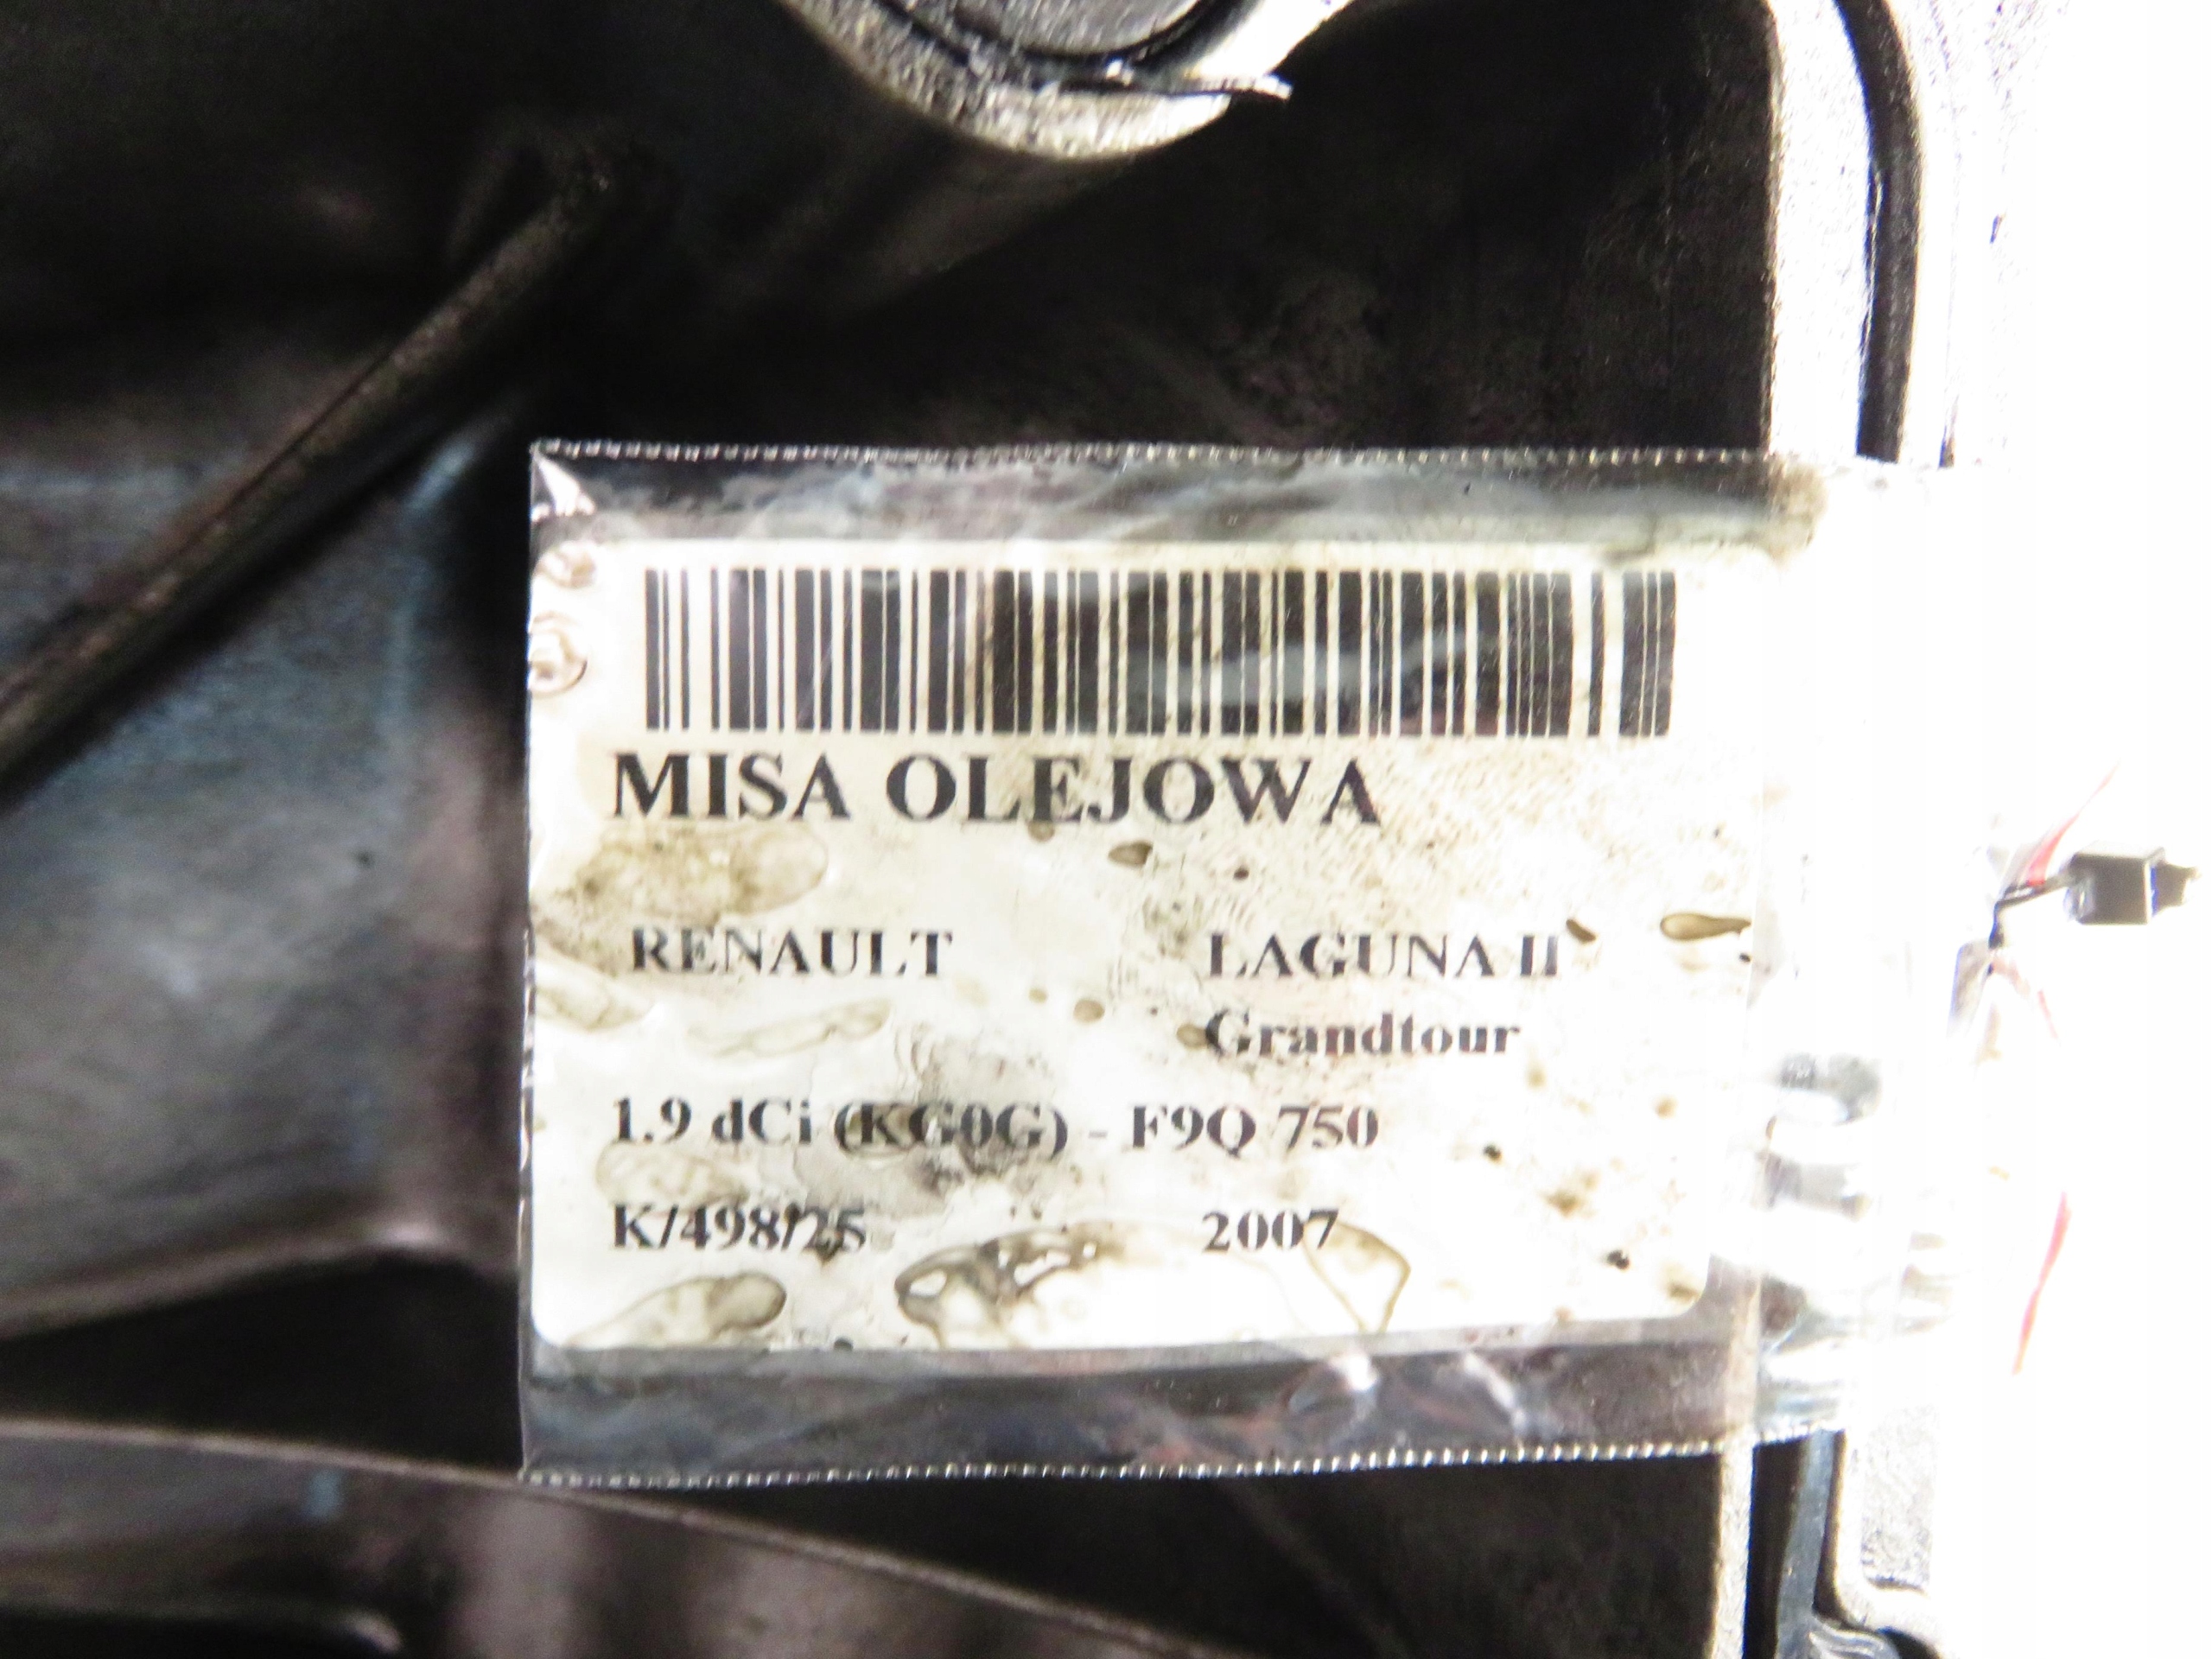 MISA OLEJOWA
RENAULT LAGUNA II
Grandtour
1.9 dCi (KG0G) - F9Q 750
K/498/25 2007